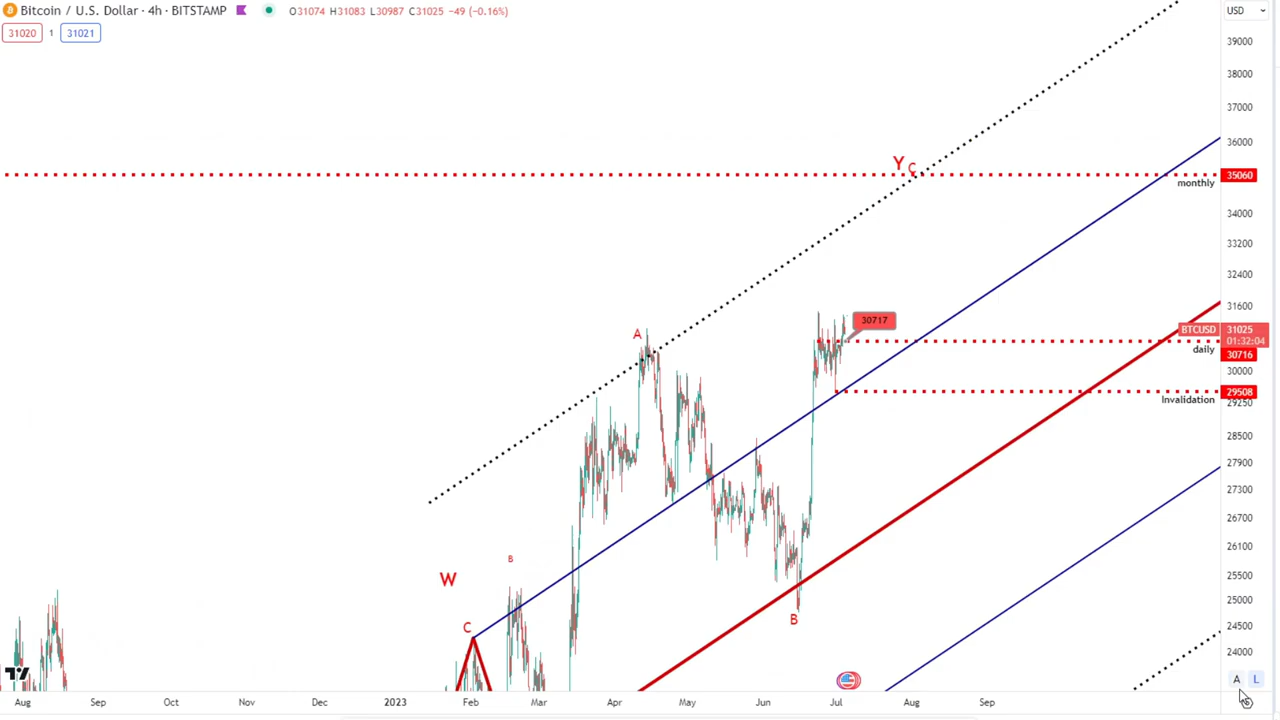 Bitcoin / U.S. Dollar · 4h · BITSTAMP O31074 H31083 L30987 C31025 −49 (−0.16%)
USD
31020 1 31021
39000
38000
37000
36000
Y C
35060
monthly
34000
33200
32400
31600
30717
A
BTCUSD 31025
01:32:04
daily
30716
30000
29508
Invalidation
29250
28500
27900
27300
26700
26100
B
W
25500
25000
C
B
24500
24000
A L
Aug Sep Oct Nov Dec 2023 Feb Mar Apr May Jun Jul Aug Sep